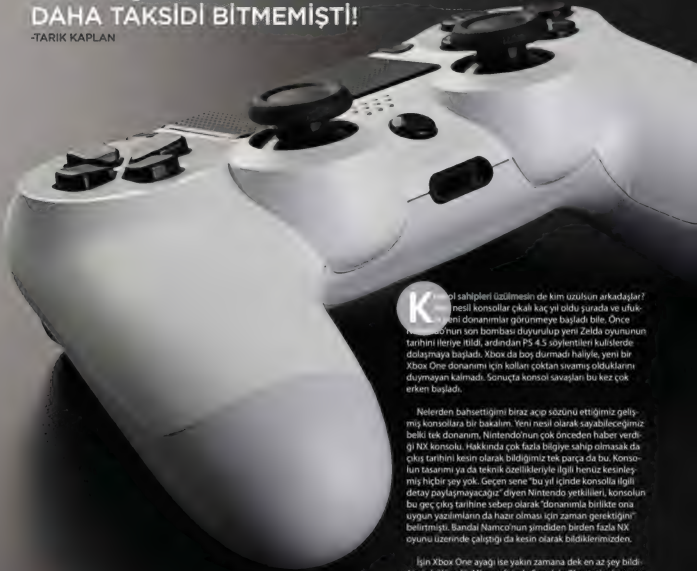 DAHA TAKSİDİ BİTMEMİŞTİ!
-TARIK KAPLAN
K ol sahipleri üzülmesin de kim üzülsün arkadaşlar?
nesil konsollar çıkalı kaç yıl oldu şurada ve ufuk-
yeni donanımlar görünmeye başladı bile. Önce
do'nun son bombası duyurulup yeni Zelda oyununun
tarihini ileriye itildi, ardından PS 4.5 söylentileri kulislerde
dolaşmaya başladı. Xbox da boş durmadı haliyle, yeni bir
Xbox One donanımı için kolları çoktan sıvamış olduklarını
duymayan kalmadı. Sonuçta konsol savaşları bu kez çok
erken başladı.
Nelerden bahsettiğimi biraz açıp sözünü ettiğimiz geliş-
miş konsollara bir bakalım. Yeni nesil olarak sayabileceğimiz
belki tek donanım, Nintendo'nun çok önceden haber verdi-
ği NX konsolu. Hakkında çok fazla bilgiye sahip olmasak da
çıkış tarihini kesin olarak bildiğimiz tek parça da bu. Konso-
lun tasarımı ya da teknik özellikleriyle ilgili henüz kesinleş-
miş hiçbir şey yok. Geçen sene "bu yıl içinde konsolla ilgili
detay paylaşmayacağız" diyen Nintendo yetkilileri, konsolun
bu geç çıkış tarihine sebep olarak "donanımla birlikte ona
uygun yazılımların da hazır olması için zaman gerektiğini"
belirtmişti. Bandai Namco'nun şimdiden birden fazla NX
oyunu üzerinde çalıştığı da kesin olarak bildiklerimizden.
İşin Xbox One ayağı ise yakın zamana dek en az şey bildi-